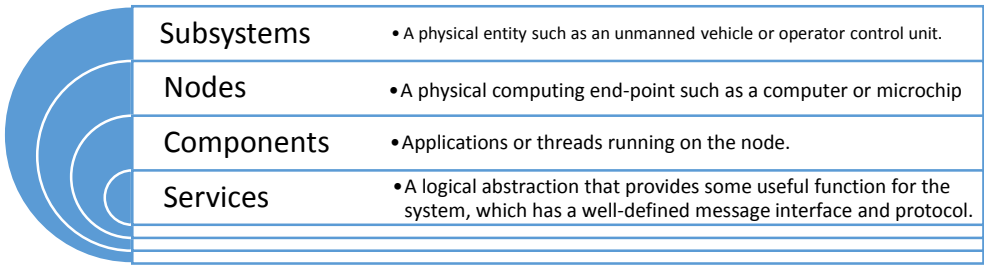 Subsystems
• A physical entity such as an unmanned vehicle or operator control unit.
Nodes
• A physical computing end-point such as a computer or microchip
Components
• Applications or threads running on the node.
Services
• A logical abstraction that provides some useful function for the
system, which has a well-defined message interface and protocol.